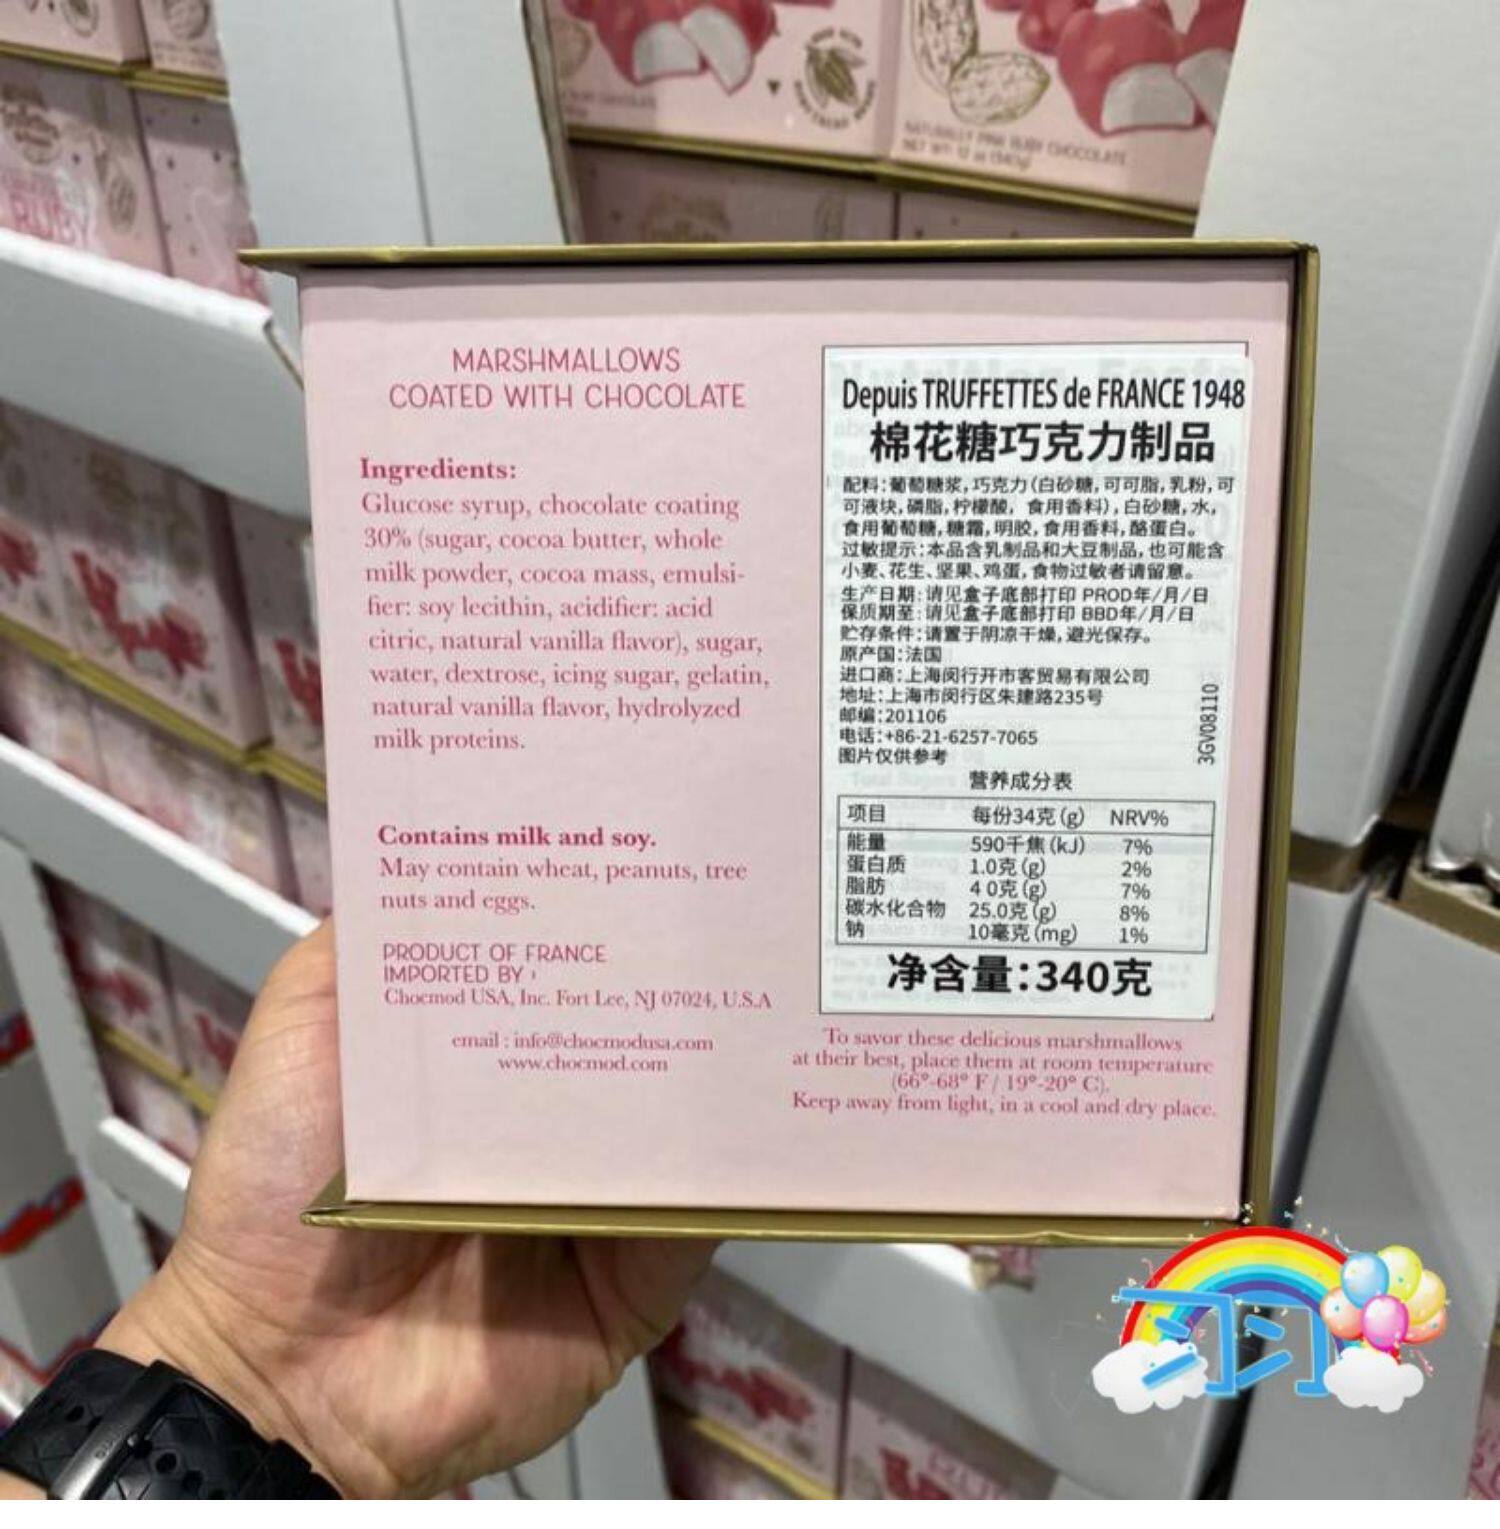 NATURALLY PINK RUBY CHOCOLATE
NET WT 12 oz (340g)
RUBY
MARSHMALLOWS
COATED WITH CHOCOLATE
Ingredients:
Glucose syrup, chocolate coating
30% (sugar, cocoa butter, whole
milk powder, cocoa mass, emulsi-
fier: soy lecithin, acidifier: acid
citric, natural vanilla flavor), sugar,
water, dextrose, icing sugar, gelatin,
natural vanilla flavor, hydrolyzed
milk proteins.
Contains milk and soy.
May contain wheat, peanuts, tree
nuts and eggs.
PRODUCT OF FRANCE
IMPORTED BY :
Chocmod USA, Inc. Fort Lee, NJ 07024, U.S.A
email : info@chocmodusa.com
www.chocmod.com
Depuis TRUFFETTES de FRANCE 1948
棉花糖巧克力制品
配料:葡萄糖浆,巧克力(白砂糖,可可脂,乳粉,可
可液块,磷脂,柠檬酸, 食用香料),白砂糖,水,
食用葡萄糖,糖霜,明胶,食用香料,酪蛋白。
过敏提示:本品含乳制品和大豆制品,也可能含
小麦、花生、坚果、鸡蛋,食物过敏者请留意。
生产日期:请见盒子底部打印 PROD年/月/日
保质期至:请见盒子底部打印 BBD年/月/日
贮存条件:请置于阴凉干燥,避光保存。
原产国:法国
进口商:上海闵行开市客贸易有限公司
地址:上海市闵行区朱建路235号
邮编:201106
电话:+86-21-6257-7065
图片仅供参考
3GV08110
营养成分表
项目 每份34克(g) NRV%
能量 590千焦(kJ) 7%
蛋白质 1.0克(g) 2%
脂肪 4 0克(g) 7%
碳水化合物 25.0克(g) 8%
钠 10毫克(mg) 1%
净含量:340克
To savor these delicious marshmallows
at their best, place them at room temperature
(66°-68° F / 19°-20° C).
Keep away from light, in a cool and dry place.